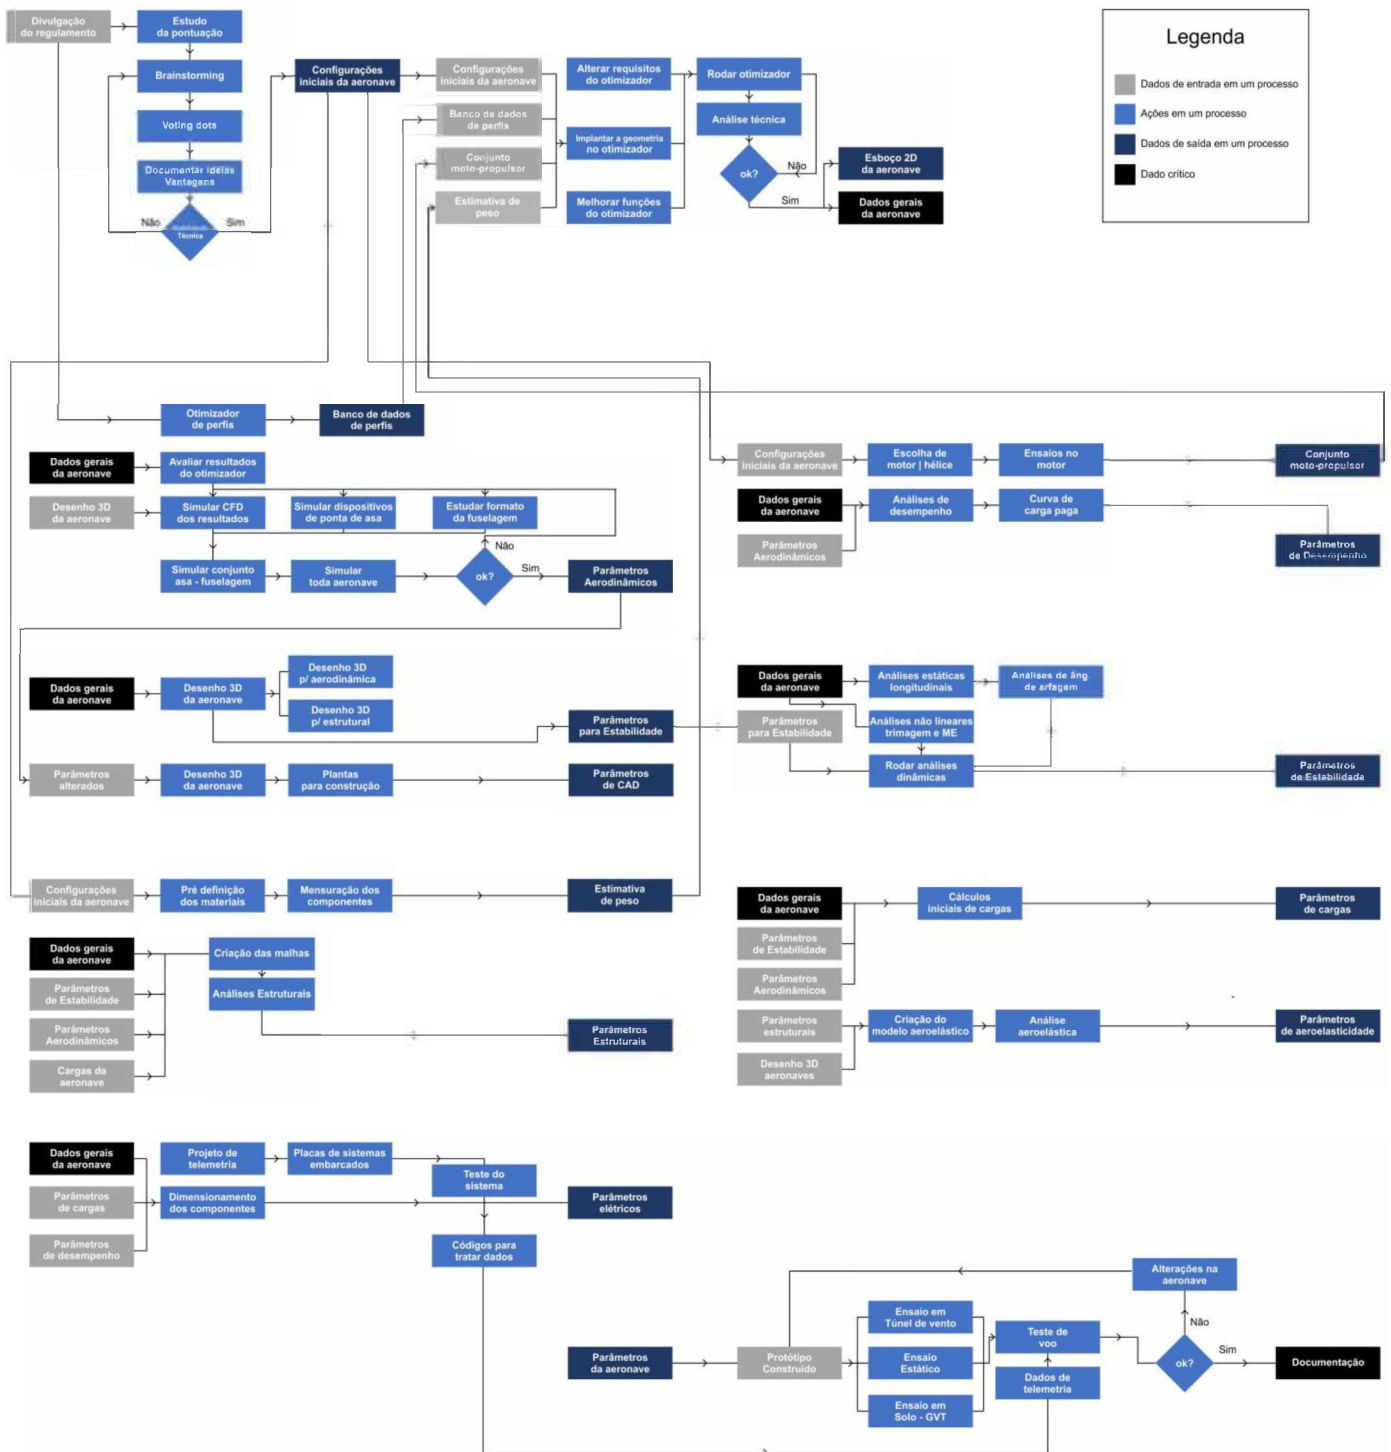 Divulgação
do regulamento
Estudo
da pontuação
Brainstorming
Voting dots
Documentar ideias
Vantagens
Não
Sim
Técnica
Configurações
iniciais da aeronave
Configurações
iniciais da aeronave
Banco de dados
de perfis
Conjunto
moto-propulsor
Estimativa de
peso
Alterar requisitos
do otimizador
Implantar a geometria
no otimizador
Melhorar funções
do otimizador
Rodar otimizador
Análise técnica
ok?
Não
Sim
Esboço 2D
da aeronave
Dados gerais
da aeronave
Legenda
Dados de entrada em um processo
Ações em um processo
Dados de saída em um processo
Dado crítico
Otimizador
de perfis
Banco de dados
de perfis
Dados gerais
da aeronave
Avaliar resultados
do otimizador
Desenho 3D
da aeronave
Simular CFD
dos resultados
Simular dispositivos
de ponta de asa
Estudar formato
da fuselagem
Não
Simular conjunto
asa - fuselagem
Simular
toda aeronave
ok?
Sim
Parâmetros
Aerodinâmicos
Configurações
iniciais da aeronave
Escolha de
motor | hélice
Ensaios no
motor
Conjunto
moto-propulsor
Dados gerais
da aeronave
Análises de
desempenho
Curva de
carga paga
Parâmetros
Aerodinâmicos
Parâmetros
de Desempenho
Dados gerais
da aeronave
Desenho 3D
da aeronave
Desenho 3D
p/ aerodinâmica
Desenho 3D
p/ estrutural
Parâmetros
para Estabilidade
Parâmetros
alterados
Desenho 3D
da aeronave
Plantas
para construção
Parâmetros
de CAD
Dados gerais
da aeronave
Análises estáticas
longitudinais
Análises de âng.
de arfagem
Parâmetros
para Estabilidade
Análises não lineares
trimagem e ME
Rodar análises
dinâmicas
Parâmetros
de Estabilidade
Configurações
iniciais da aeronave
Pré definição
dos materiais
Mensuração dos
componentes
Estimativa
de peso
Dados gerais
da aeronave
Criação das malhas
Parâmetros
de Estabilidade
Análises Estruturais
Parâmetros
Aerodinâmicos
Parâmetros
Estruturais
Cargas da
aeronave
Dados gerais
da aeronave
Cálculos
iniciais de cargas
Parâmetros
de cargas
Parâmetros
de Estabilidade
Parâmetros
Aerodinâmicos
Parâmetros
estruturais
Criação do
modelo aeroelástico
Análise
aeroelástica
Parâmetros
de aeroelasticidade
Desenho 3D
aeronaves
Dados gerais
da aeronave
Projeto de
telemetria
Placas de sistemas
embarcados
Teste do
sistema
Parâmetros
de cargas
Dimensionamento
dos componentes
Parâmetros
elétricos
Parâmetros
de desempenho
Códigos para
tratar dados
Alterações na
aeronave
Não
Ensaio em
Túnel de vento
Teste de
voo
Parâmetros
da aeronave
Protótipo
Construído
Ensaio
Estático
ok?
Sim
Documentação
Dados de
telemetria
Ensaio em
Solo - GVT